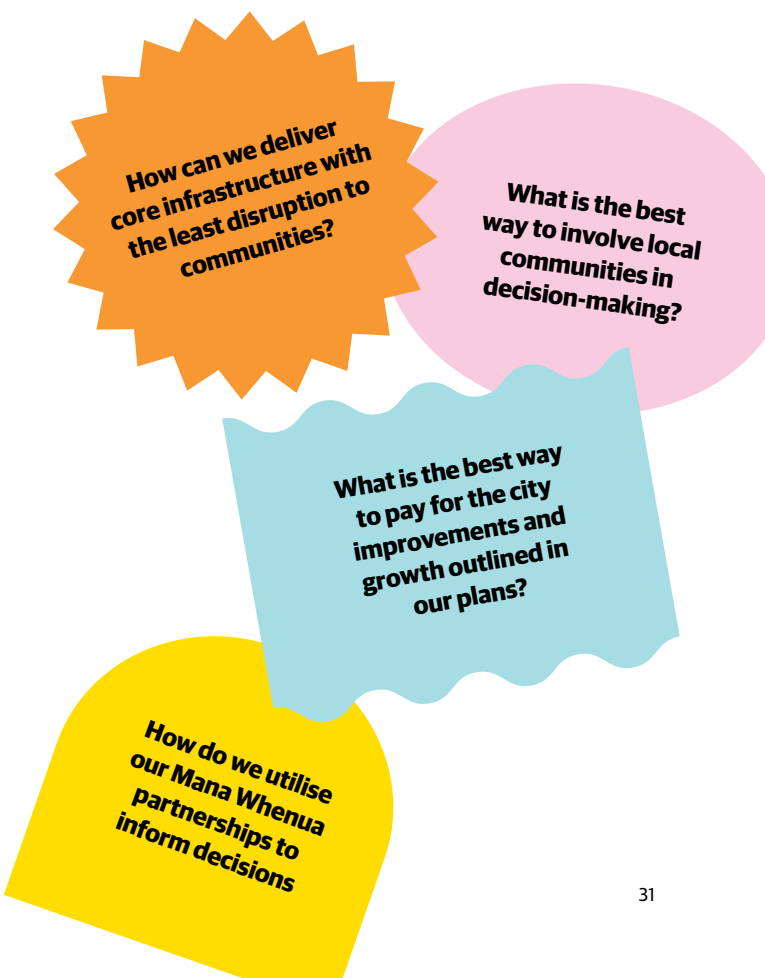 How can we deliver
core infrastructure with
the least disruption to
communities?
What is the best
way to involve local
communities in
decision-making?
What is the best way
to pay for the city
improvements and
growth outlined in
our plans?
How do we utilise
our Mana Whenua
partnerships to
inform decisions
31